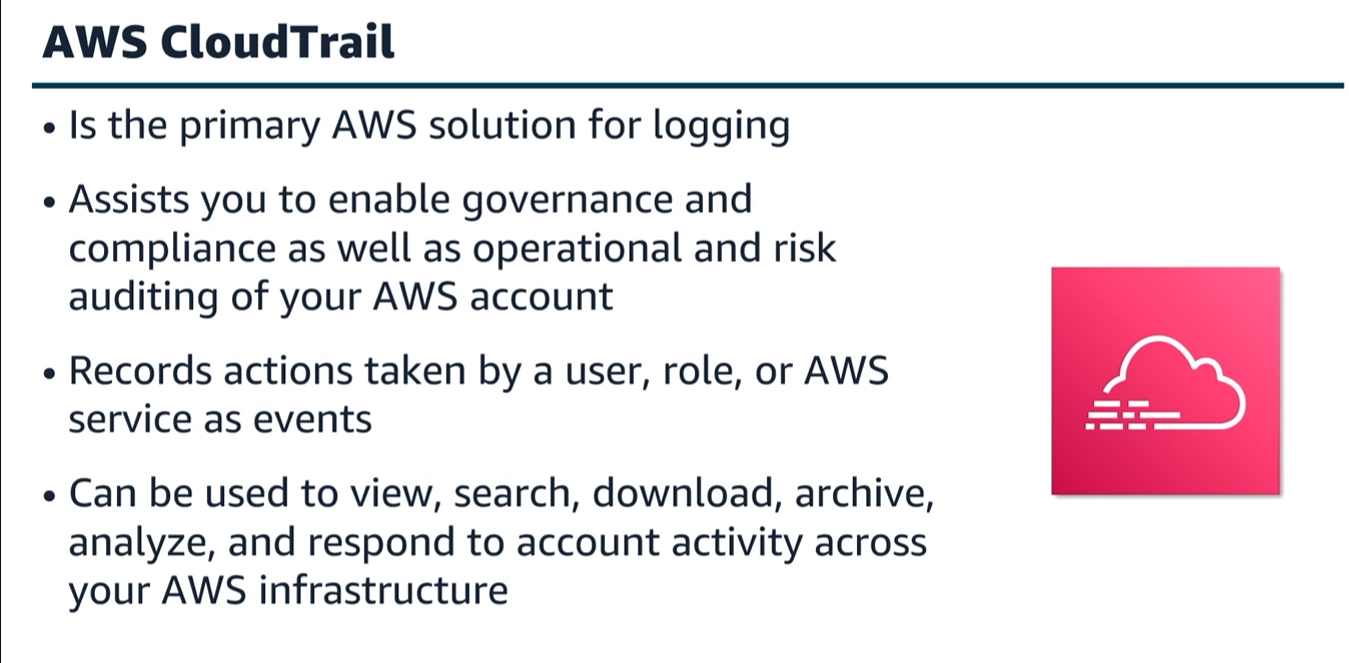 AWS CloudTrail
• Is the primary AWS solution for logging
• Assists you to enable governance and
compliance as well as operational and risk
auditing of your AWS account
• Records actions taken by a user, role, or AWS
service as events
• Can be used to view, search, download, archive,
analyze, and respond to account activity across
your AWS infrastructure